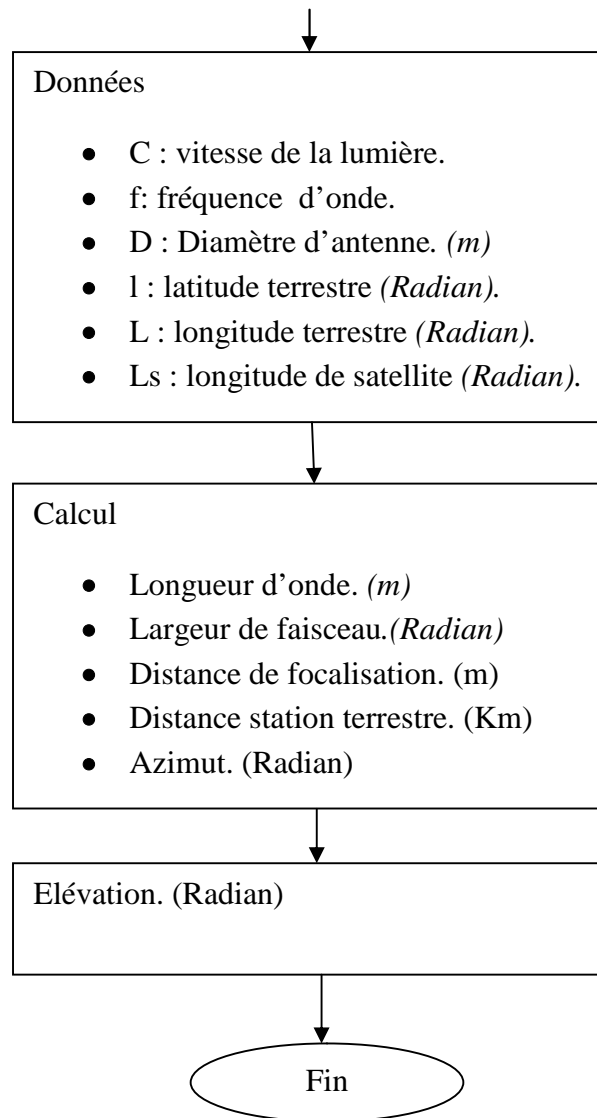 Données
• C : vitesse de la lumière.
• f: fréquence d’onde.
• D : Diamètre d’antenne. (m)
• l : latitude terrestre (Radian).
• L : longitude terrestre (Radian).
• Ls : longitude de satellite (Radian).
Calcul
• Longueur d’onde. (m)
• Largeur de faisceau.(Radian)
• Distance de focalisation. (m)
• Distance station terrestre. (Km)
• Azimut. (Radian)
Elévation. (Radian)
Fin